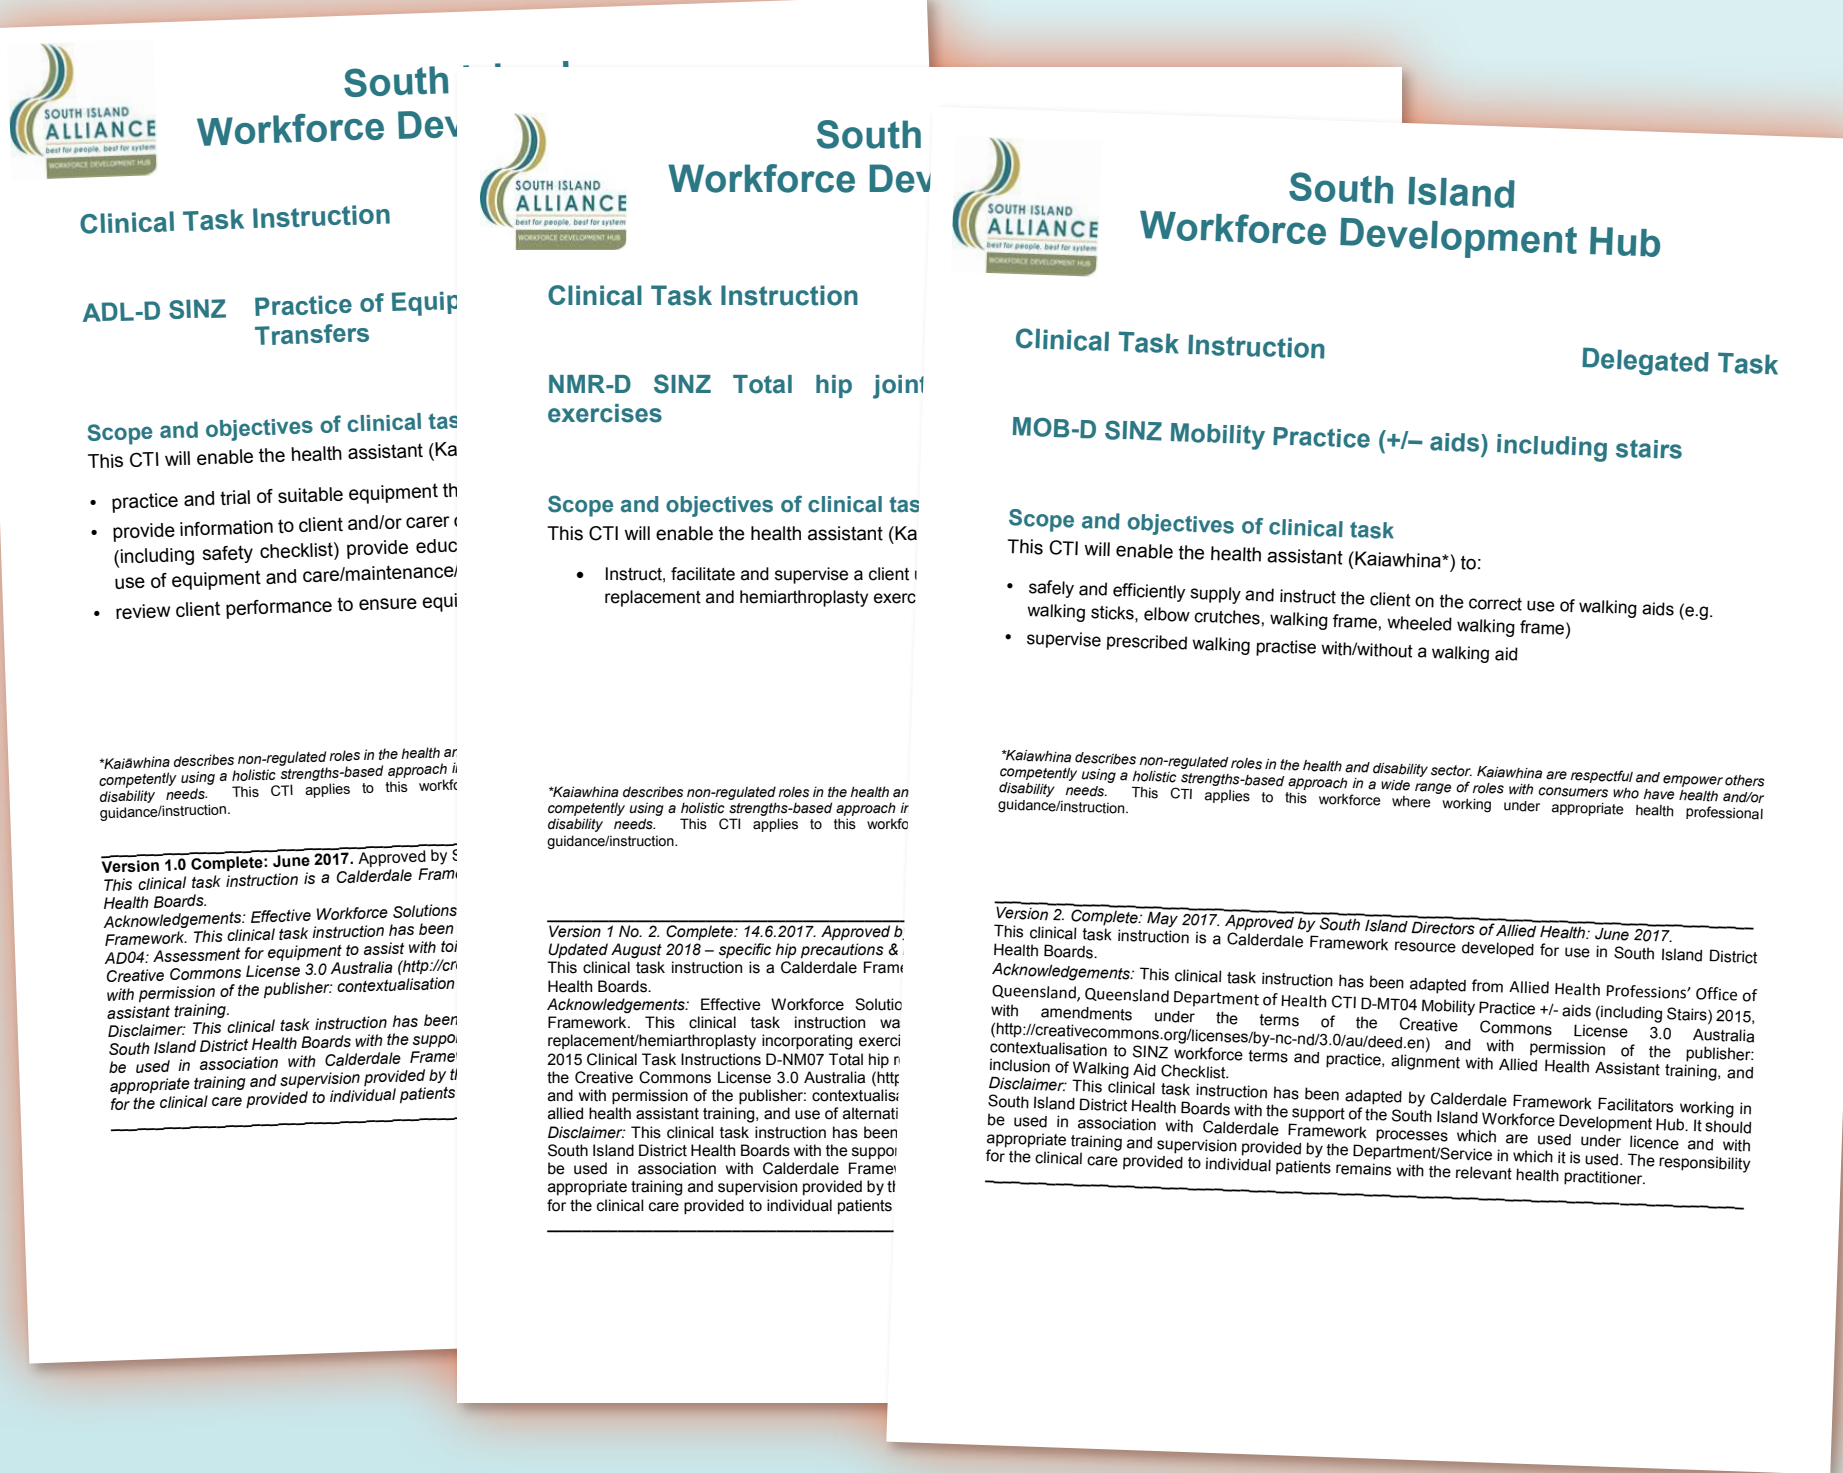 SOUTH ISLAND
ALLIANCE
best for people, best for system
WORKFORCE DEVELOPMENT HUB
South
Workforce Dev
Clinical Task Instruction
ADL-D SINZ Practice of Equip
Transfers
Scope and objectives of clinical tas
This CTI will enable the health assistant (Ka
• practice and trial of suitable equipment th
• provide information to client and/or carer
(including safety checklist) provide educ
use of equipment and care/maintenance/
• review client performance to ensure equi
*Kaiāwhina describes non-regulated roles in the health an
competently using a holistic strengths-based approach i
disability needs. This CTI applies to this workfo
guidance/instruction.
Version 1.0 Complete: June 2017. Approved by S
This clinical task instruction is a Calderdale Frame
Health Boards.
Acknowledgements: Effective Workforce Solutions
Framework. This clinical task instruction has been
AD04: Assessment for equipment to assist with toi
Creative Commons License 3.0 Australia (http://cr
with permission of the publisher: contextualisation
assistant training.
Disclaimer: This clinical task instruction has been
South Island District Health Boards with the suppo
be used in association with Calderdale Frame
appropriate training and supervision provided by th
for the clinical care provided to individual patients
SOUTH ISLAND
ALLIANCE
best for people, best for system
WORKFORCE DEVELOPMENT HUB
South
Workforce Dev
Clinical Task Instruction
NMR-D SINZ Total hip joint
exercises
Scope and objectives of clinical tas
This CTI will enable the health assistant (Ka
• Instruct, facilitate and supervise a client
replacement and hemiarthroplasty exerc
*Kaiawhina describes non-regulated roles in the health an
competently using a holistic strengths-based approach in
disability needs. This CTI applies to this workfo
guidance/instruction.
Version 1 No. 2. Complete: 14.6.2017. Approved by
Updated August 2018 – specific hip precautions &
This clinical task instruction is a Calderdale Frame
Health Boards.
Acknowledgements: Effective Workforce Solutio
Framework. This clinical task instruction wa
replacement/hemiarthroplasty incorporating exerci
2015 Clinical Task Instructions D-NM07 Total hip r
the Creative Commons License 3.0 Australia (http
and with permission of the publisher: contextualisa
allied health assistant training, and use of alternati
Disclaimer: This clinical task instruction has been
South Island District Health Boards with the suppor
be used in association with Calderdale Framew
appropriate training and supervision provided by th
for the clinical care provided to individual patients
SOUTH ISLAND
ALLIANCE
best for people, best for system
WORKFORCE DEVELOPMENT HUB
South Island
Workforce Development Hub
Clinical Task Instruction Delegated Task
MOB-D SINZ Mobility Practice (+/– aids) including stairs
Scope and objectives of clinical task
This CTI will enable the health assistant (Kaiawhina*) to:
• safely and efficiently supply and instruct the client on the correct use of walking aids (e.g.
walking sticks, elbow crutches, walking frame, wheeled walking frame)
• supervise prescribed walking practise with/without a walking aid
*Kaiawhina describes non-regulated roles in the health and disability sector. Kaiawhina are respectful and empower others
competently using a holistic strengths-based approach in a wide range of roles with consumers who have health and/or
disability needs. This CTI applies to this workforce where working under appropriate health professional
guidance/instruction.
Version 2. Complete: May 2017. Approved by South Island Directors of Allied Health: June 2017.
This clinical task instruction is a Calderdale Framework resource developed for use in South Island District
Health Boards.
Acknowledgements: This clinical task instruction has been adapted from Allied Health Professions’ Office of
Queensland, Queensland Department of Health CTI D-MT04 Mobility Practice +/- aids (including Stairs) 2015,
with amendments under the terms of the Creative Commons License 3.0 Australia
(http://creativecommons.org/licenses/by-nc-nd/3.0/au/deed.en) and with permission of the publisher:
contextualisation to SINZ workforce terms and practice, alignment with Allied Health Assistant training, and
inclusion of Walking Aid Checklist.
Disclaimer: This clinical task instruction has been adapted by Calderdale Framework Facilitators working in
South Island District Health Boards with the support of the South Island Workforce Development Hub. It should
be used in association with Calderdale Framework processes which are used under licence and with
appropriate training and supervision provided by the Department/Service in which it is used. The responsibility
for the clinical care provided to individual patients remains with the relevant health practitioner.